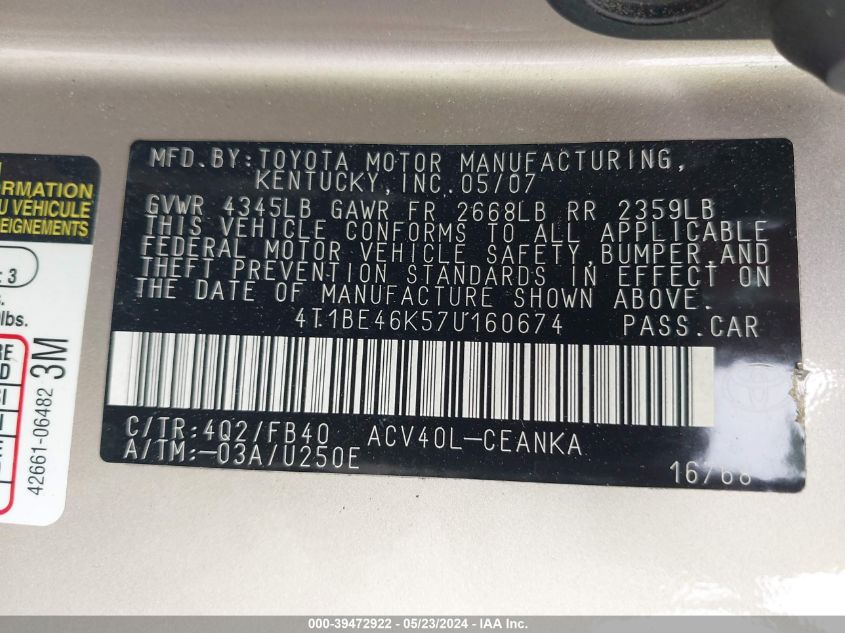 MFD. BY: TOYOTA MOTOR MANUFACTURING,
KENTUCKY, INC. 05/07
GVWR 4345LB GAWR FR 2668LB RR 2359LB
THIS VEHICLE CONFORMS TO ALL APPLICABLE
FEDERAL MOTOR VEHICLE SAFETY, BUMPER, AND
THEFT PREVENTION STANDARDS IN EFFECT ON
THE DATE OF MANUFACTURE SHOWN ABOVE.
4T1BE46K57U160674 PASS.CAR
C/TR: 4Q2/FB40 ACV40L-CEANKA
A/TM: -03A/U250E
16768
ORMATION
VÉHICULE
EIGNEMENTS
3
lbs.
42661-06482 3M
000-39472922 - 05/23/2024 - IAA Inc.